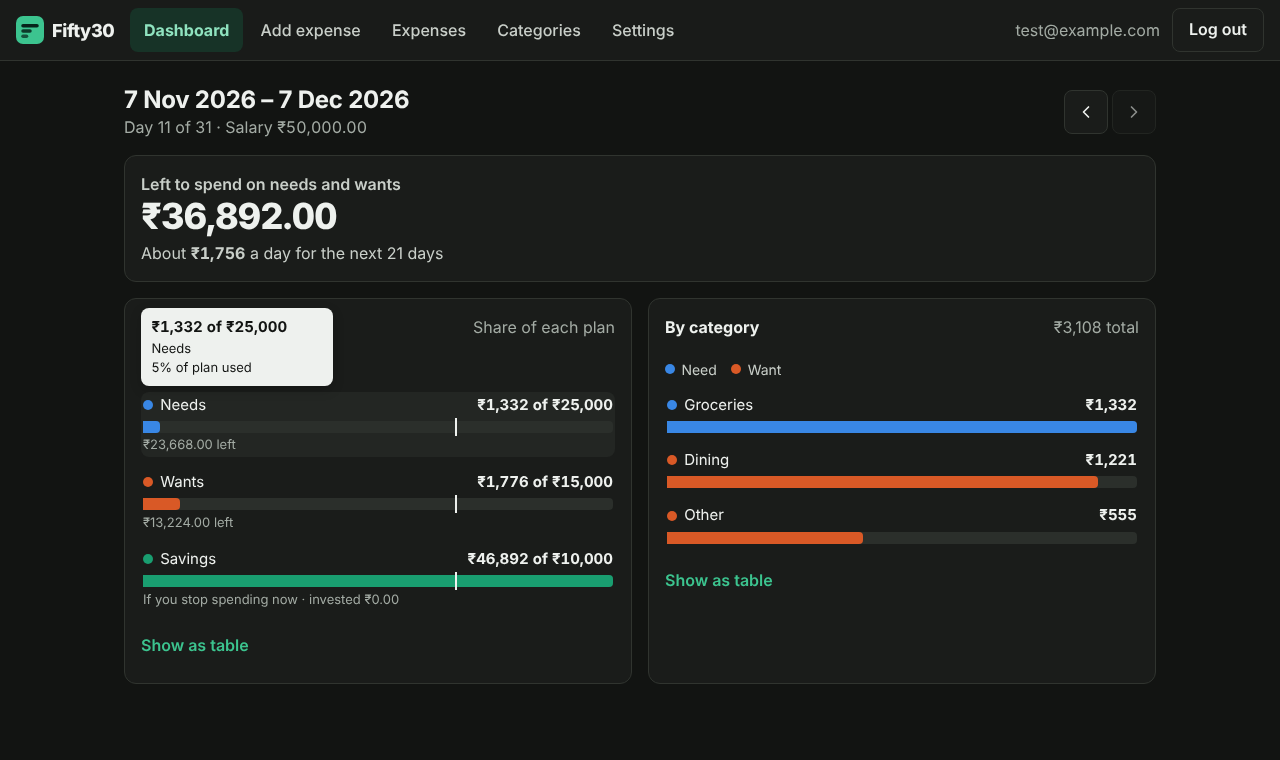 Fifty30 Dashboard Add expense Expenses Categories Settings test@example.com Log out
7 Nov 2026 – 7 Dec 2026
Day 11 of 31 · Salary ₹50,000.00
Left to spend on needs and wants
₹36,892.00
About ₹1,756 a day for the next 21 days
₹1,332 of ₹25,000
Needs
5% of plan used
Share of each plan
Needs ₹1,332 of ₹25,000
₹23,668.00 left
Wants ₹1,776 of ₹15,000
₹13,224.00 left
Savings ₹46,892 of ₹10,000
If you stop spending now · invested ₹0.00
Show as table
By category ₹3,108 total
Need Want
Groceries ₹1,332
Dining ₹1,221
Other ₹555
Show as table